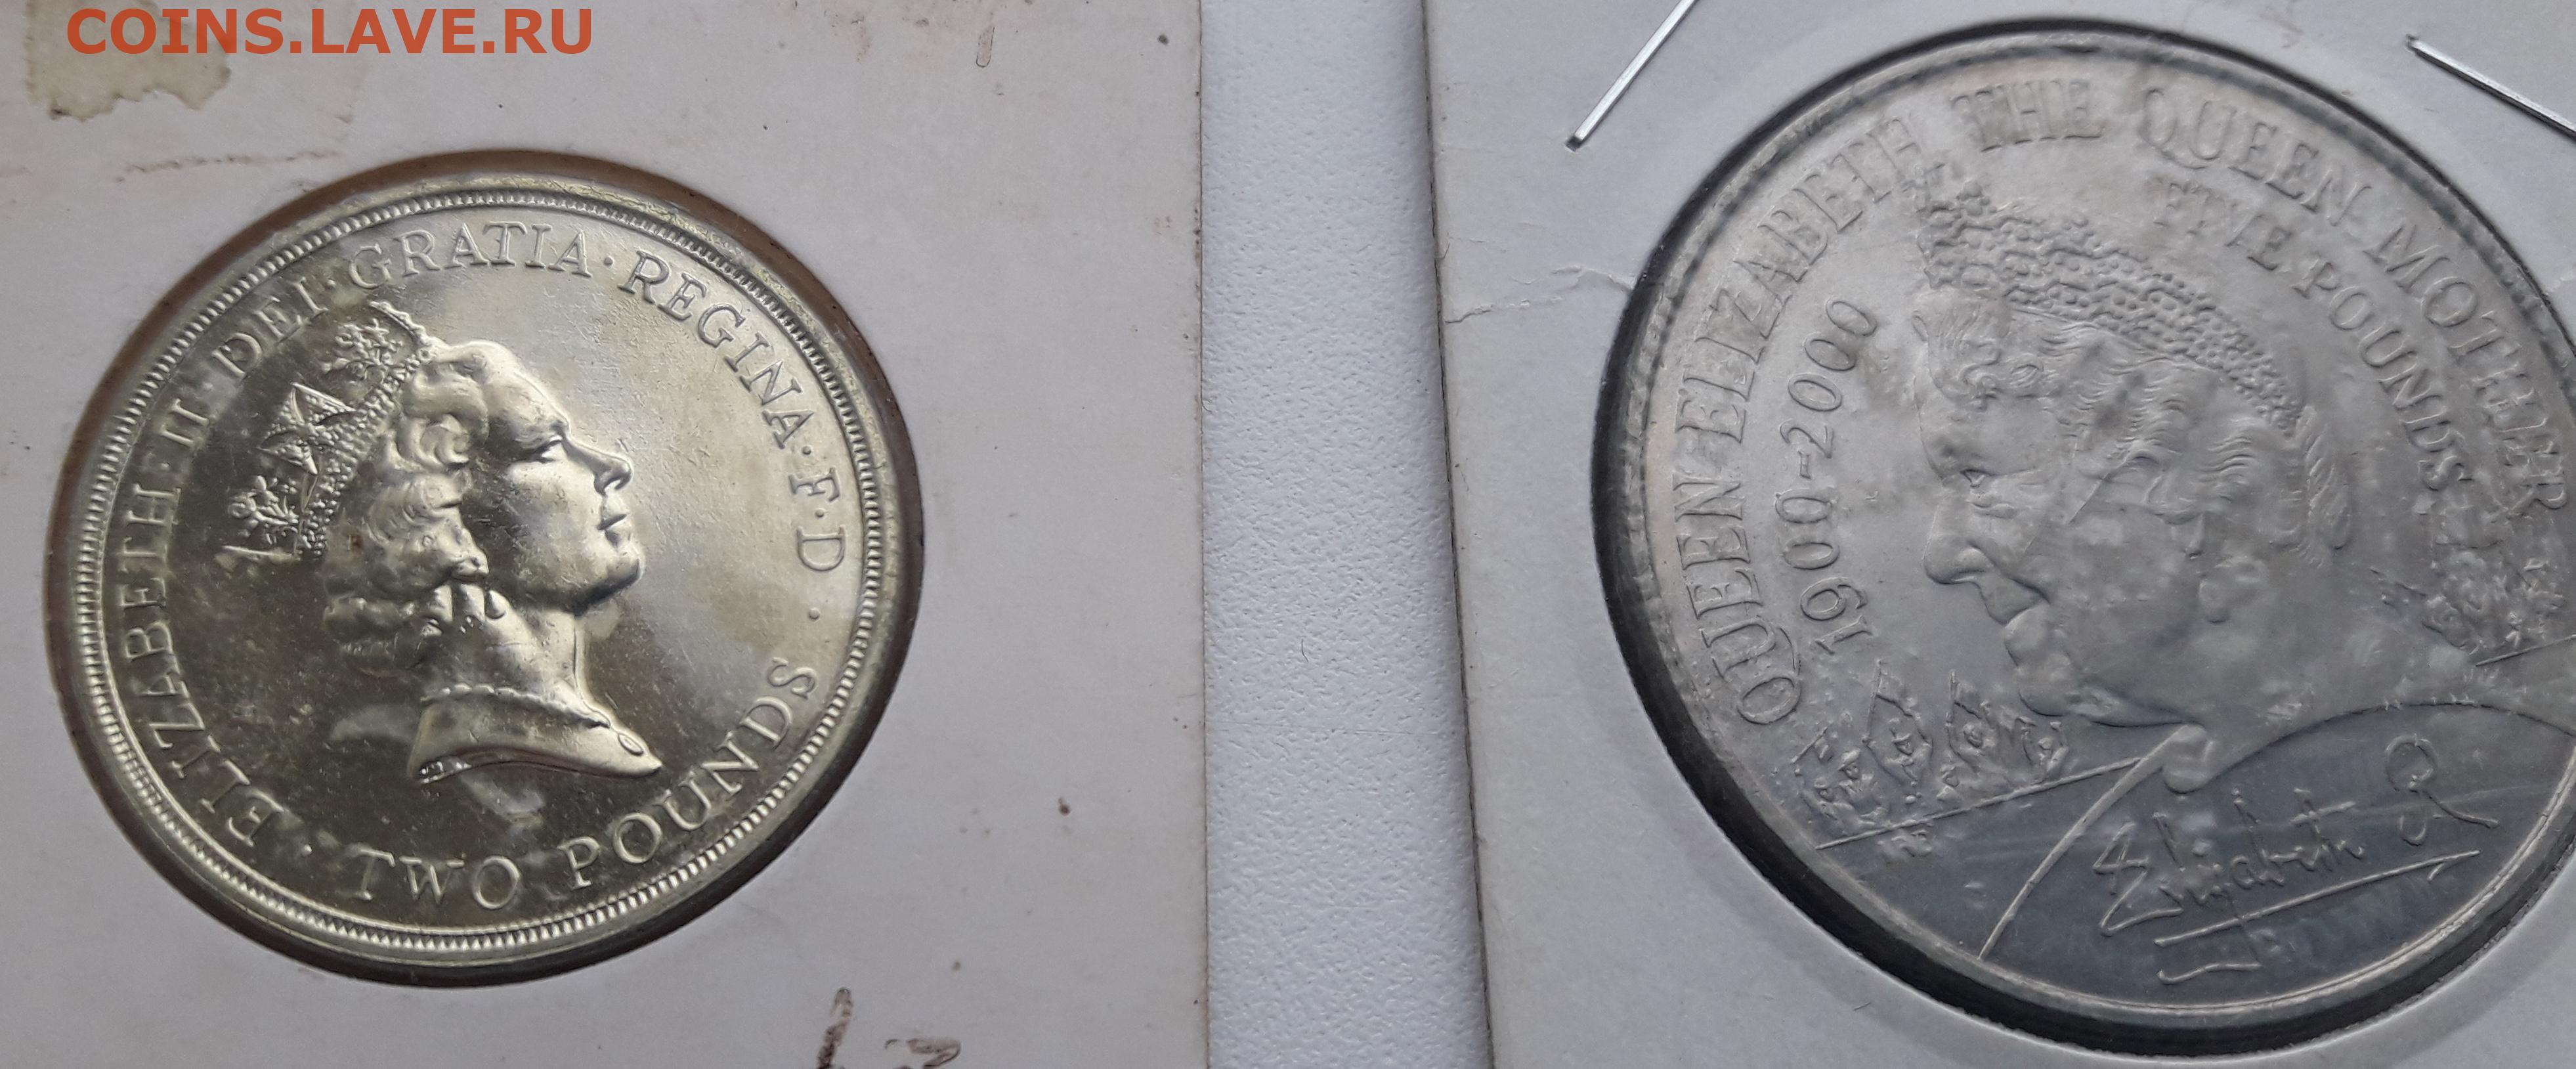 COINS.LAVE.RU
ELIZABETH II · DEI · GRATIA · REGINA · F · D ·
TWO POUNDS ·
QUEEN ELIZABETH THE QUEEN MOTHER
FIVE POUNDS
1900-2000
Elizabeth R